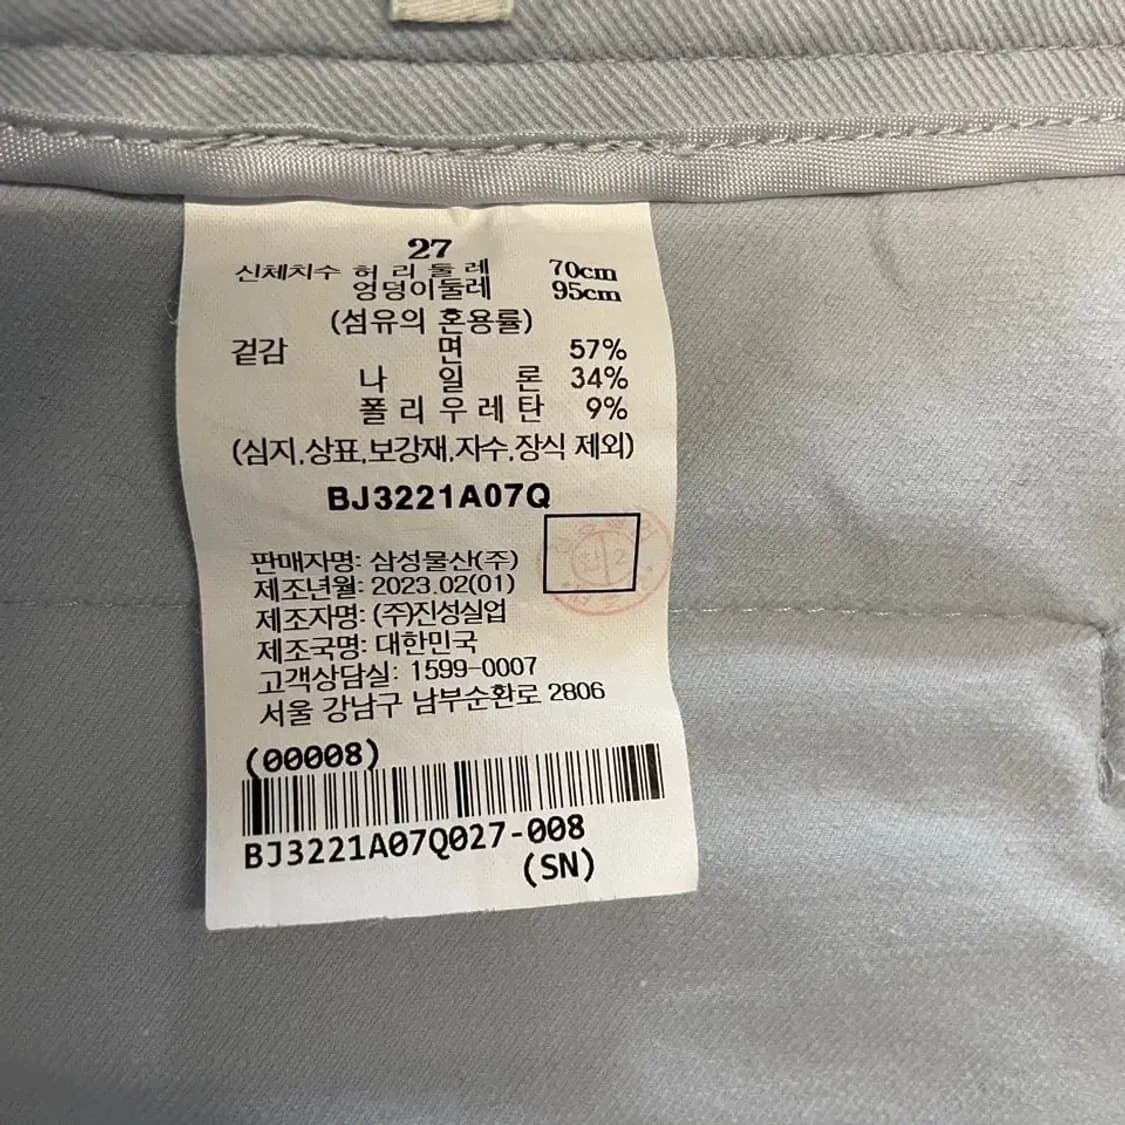 27
신체치수 허 리 둘 레 70cm
엉덩이둘레 95cm
(섬유의 혼용률)
겉감 면 57%
나 일 론 34%
폴 리 우 레 탄 9%
(심지,상표,보강재,자수,장식 제외)
BJ3221A07Q
판매자명: 삼성물산(주)
제조년월: 2023.02(01)
제조자명: (주)진성실업
제조국명: 대한민국
고객상담실: 1599-0007
서울 강남구 남부순환로 2806
(00008)
BJ3221A07Q027-008
(SN)